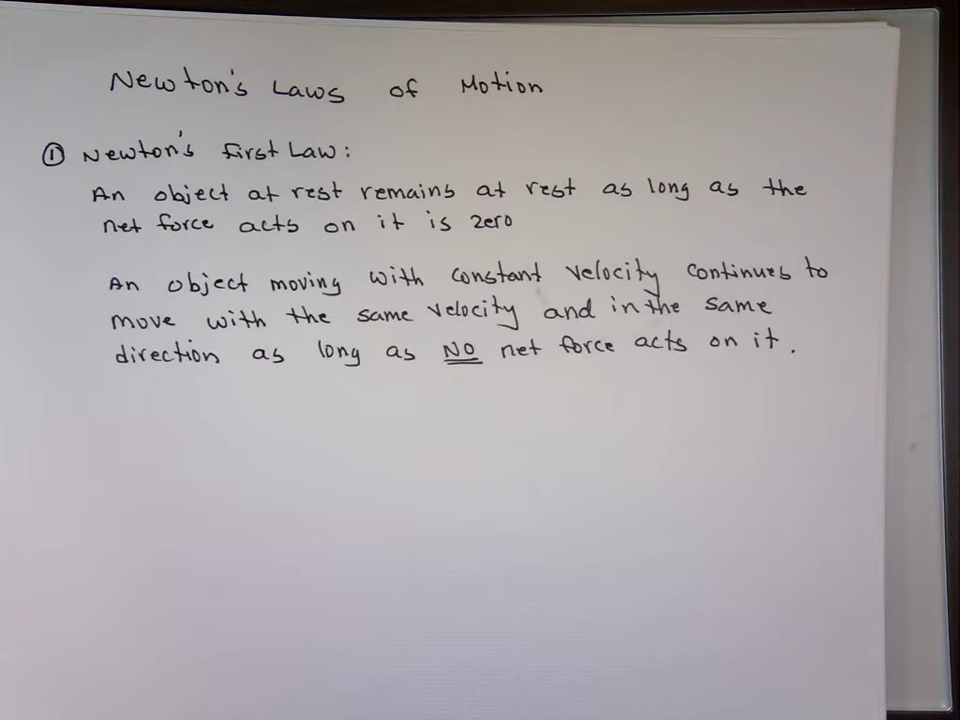 Newton's Laws of Motion
① Newton's First Law:
An object at rest remains at rest as long as the
net force acts on it is zero
An object moving with constant velocity continues to
move with the same velocity and in the same
direction as long as NO net force acts on it.